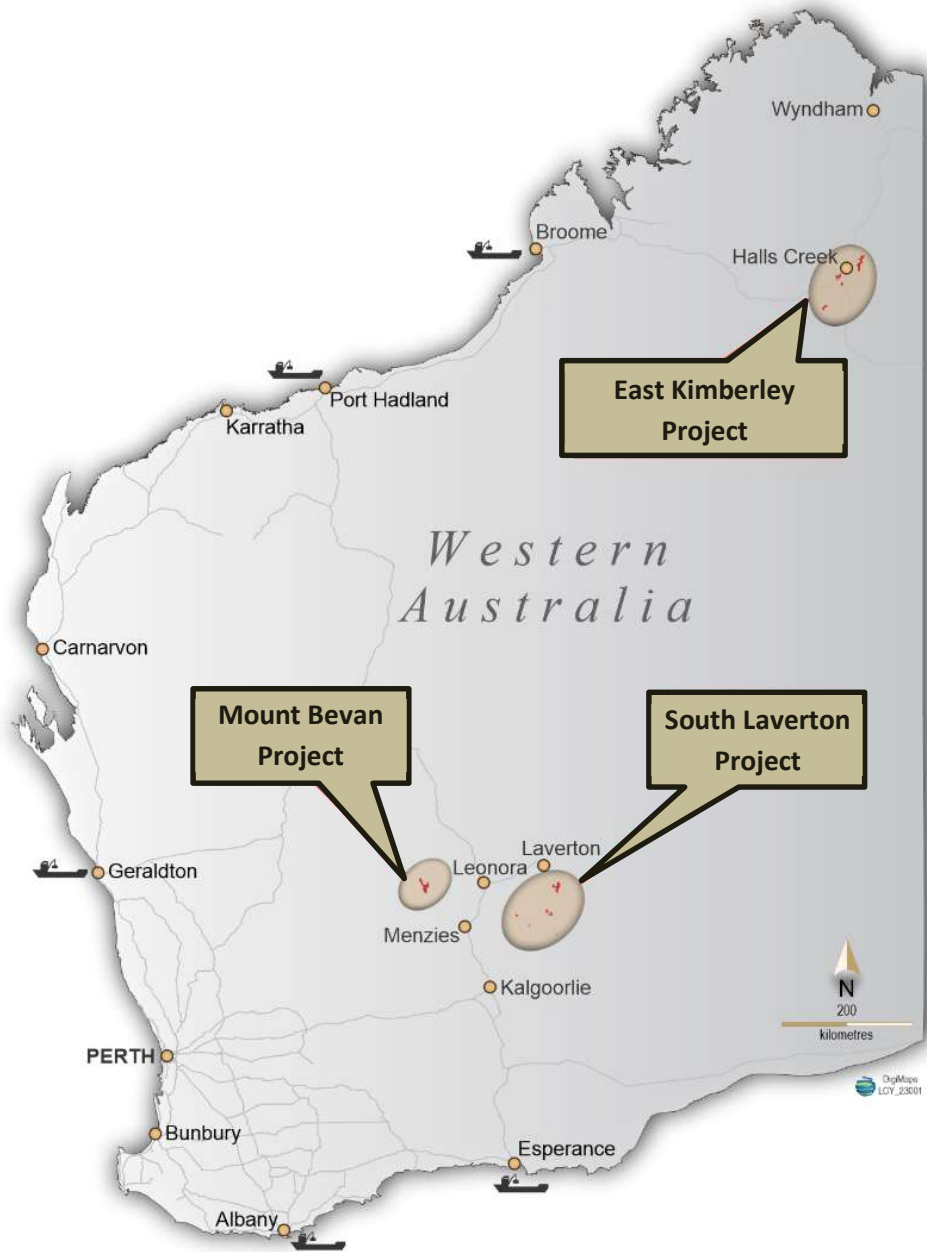 Wyndham
Broome
Halls Creek
East Kimberley
Project
Port Hadland
Karratha
Western
Australia
Carnarvon
Mount Bevan
Project
South Laverton
Project
Laverton
Leonora
Geraldton
Menzies
Kalgoorlie
N
200
kilometres
PERTH
DigiMaps
LCY_23001
Bunbury
Esperance
Albany